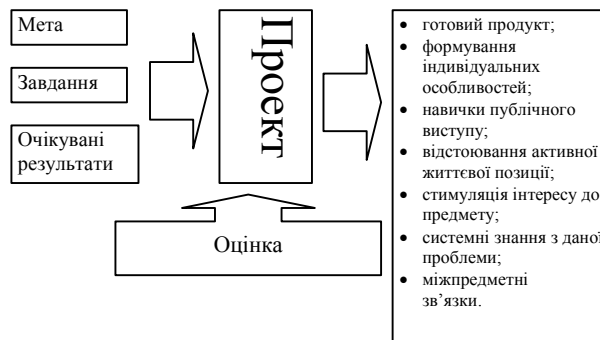 Мета
Завдання
Очікувані
результати
Проект
Оцінка
• готовий продукт;
• формування
індивідуальних
особливостей;
• навички публічного
виступу;
• відстоювання активної
життєвої позиції;
• стимуляція інтересу до
предмету;
• системні знання з даної
проблеми;
• міжпредметні
зв’язки.